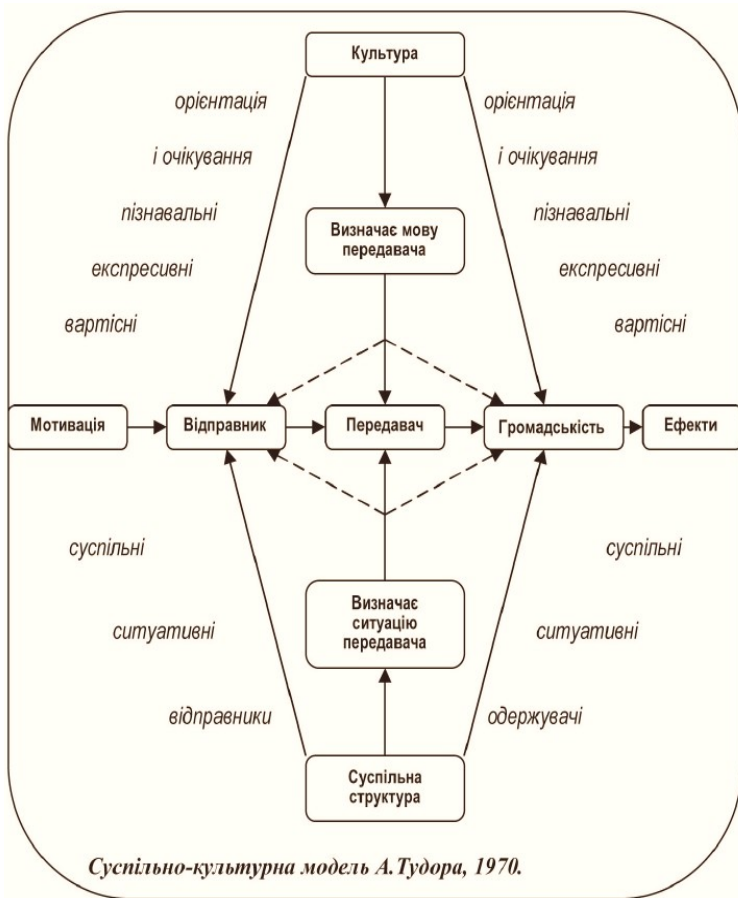 Культура
орієнтація
орієнтація
і очікування
і очікування
пізнавальні
пізнавальні
Визначає мову
передавача
експресивні
експресивні
вартісні
вартісні
Мотивація
Відправник
Передавач
Громадськість
Ефекти
суспільні
суспільні
Визначає
ситуацію
передавача
ситуативні
ситуативні
відправники
одержувачі
Суспільна
структура
Суспільно-культурна модель А.Тудора, 1970.